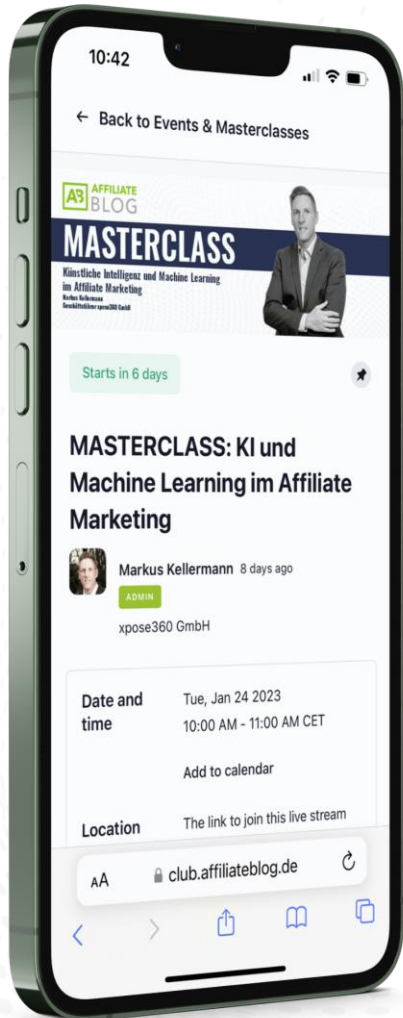 10:42
← Back to Events & Masterclasses
AB AFFILIATE
BLOG
MASTERCLASS
Künstliche Intelligenz und Machine Learning
im Affiliate Marketing
Markus Kellermann
Geschäftsführer xpose360 GmbH
Starts in 6 days
MASTERCLASS: KI und
Machine Learning im Affiliate
Marketing
Markus Kellermann 8 days ago
ADMIN
xpose360 GmbH
Date and time
Tue, Jan 24 2023
10:00 AM - 11:00 AM CET
Add to calendar
Location
The link to join this live stream
AA club.affiliateblog.de